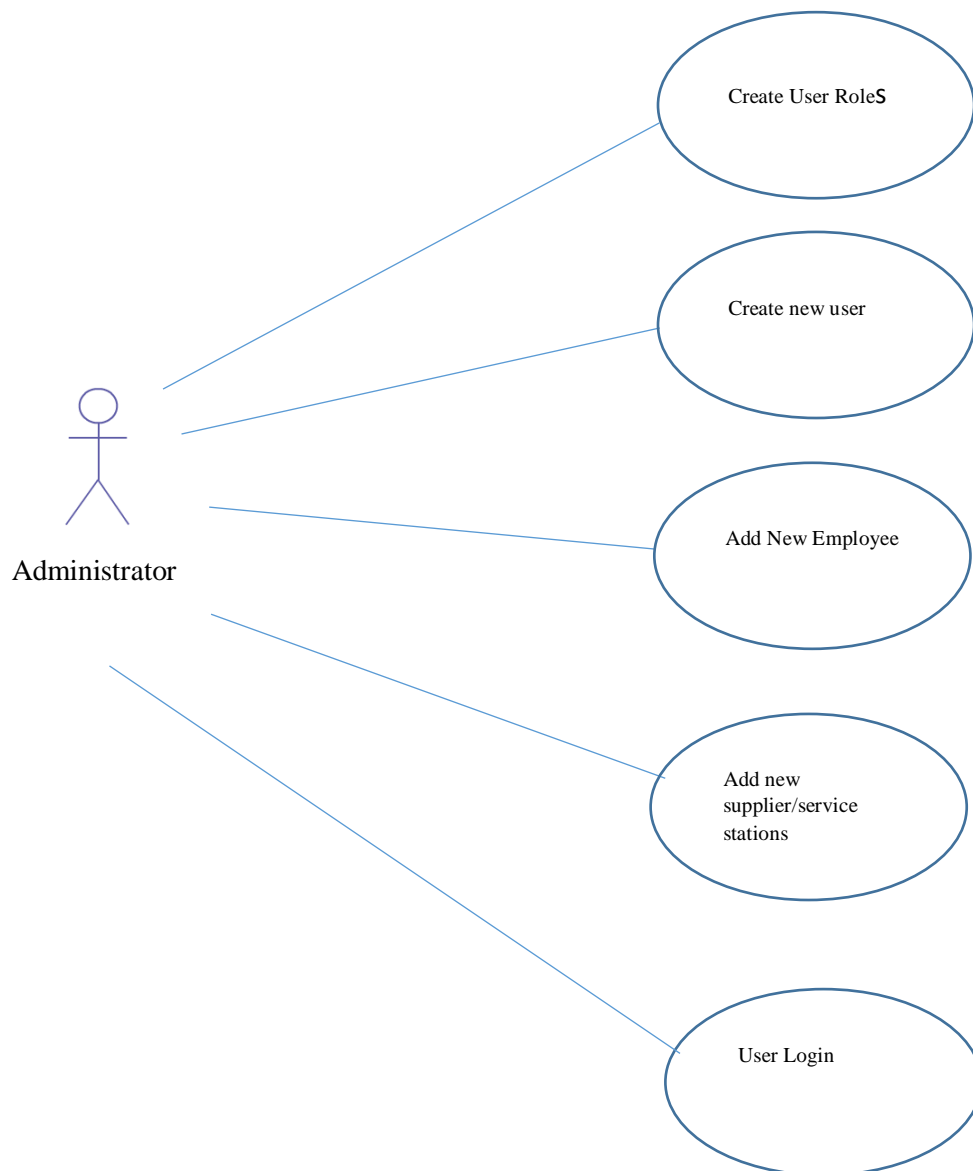 Create User RoleS
Create new user
Add New Employee
Administrator
Add new
supplier/service
stations
User Login